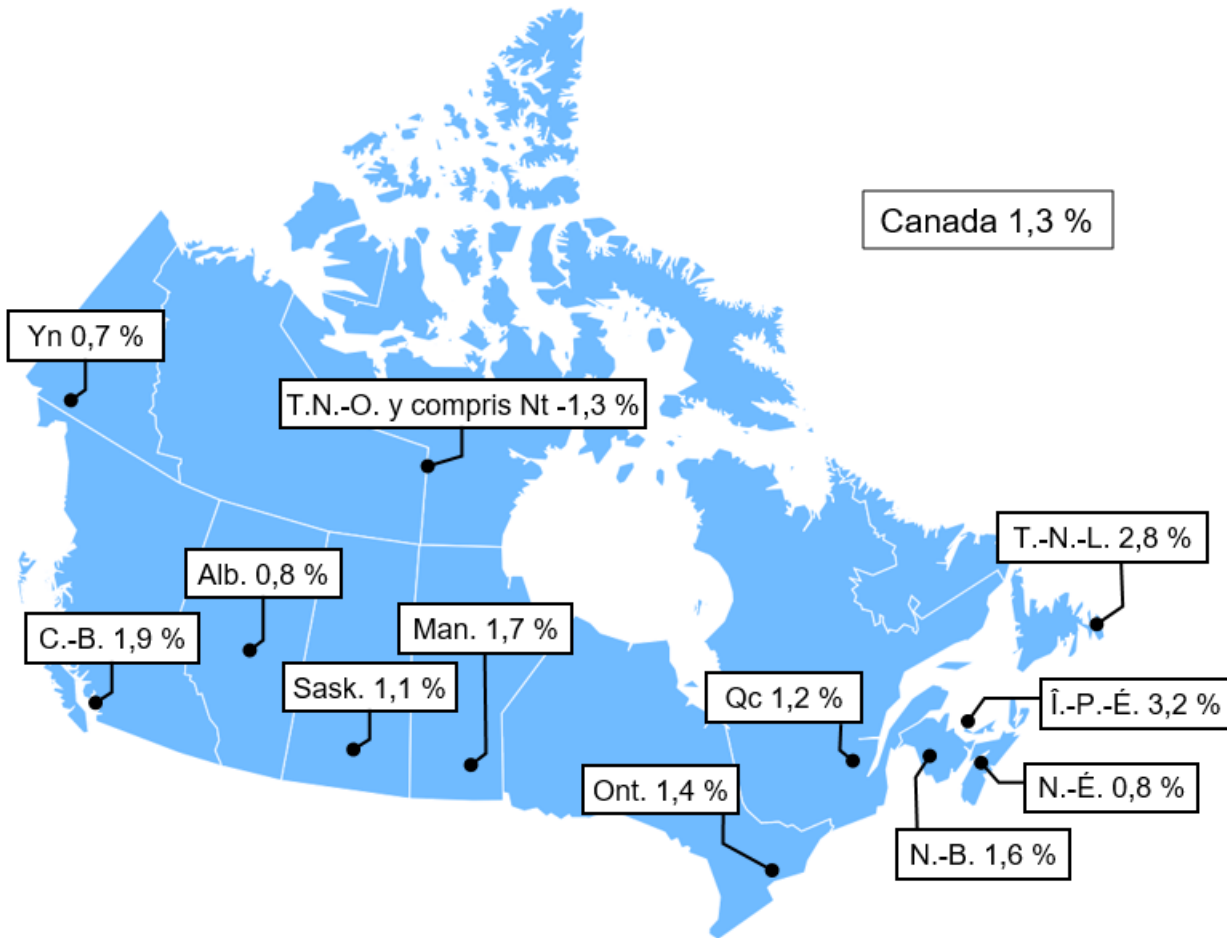 Canada 1,3 %
Yn 0,7 %
T.N.-O. y compris Nt -1,3 %
T.-N.-L. 2,8 %
Alb. 0,8 %
C.-B. 1,9 %
Man. 1,7 %
Sask. 1,1 %
Qc 1,2 %
Î.-P.-É. 3,2 %
Ont. 1,4 %
N.-É. 0,8 %
N.-B. 1,6 %